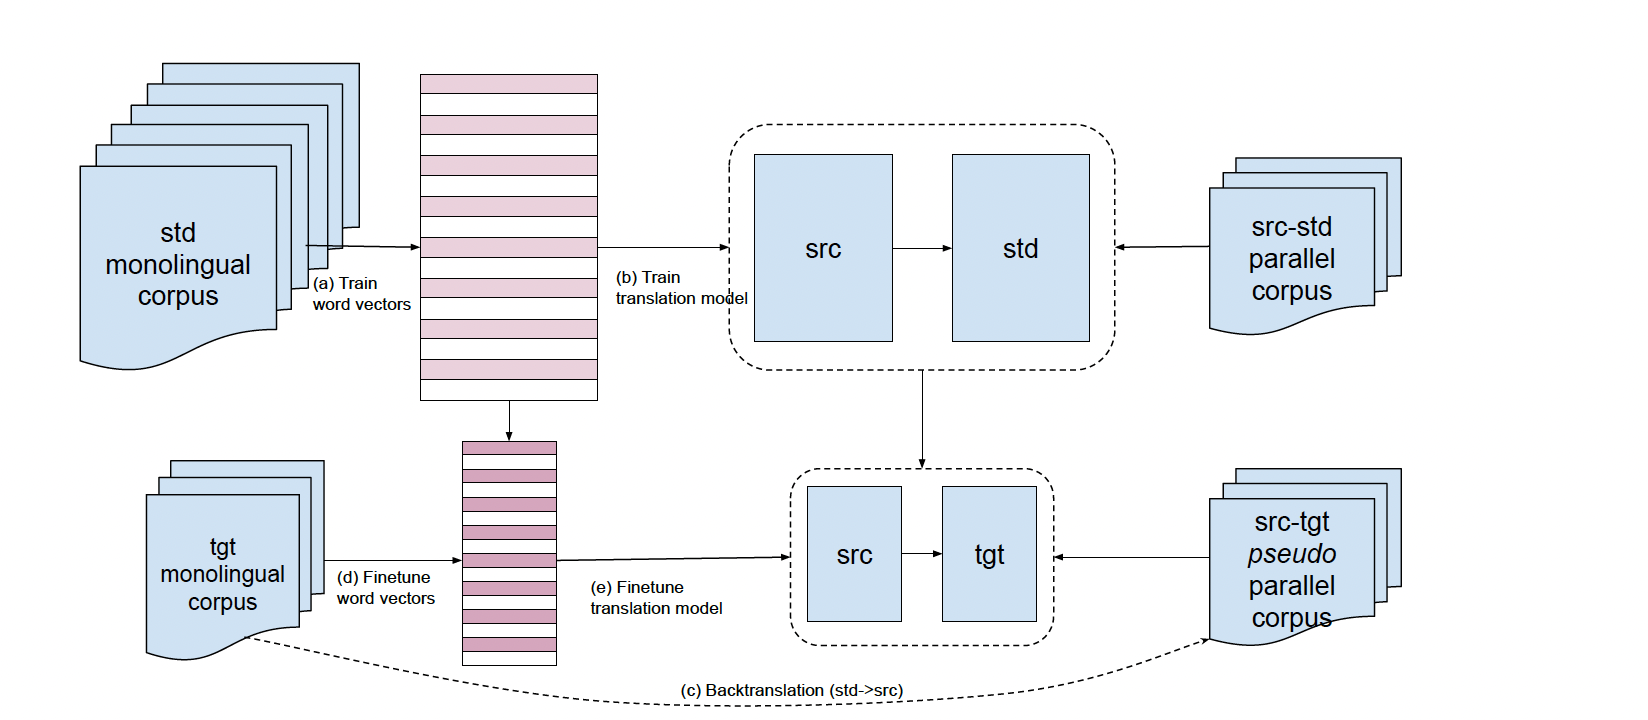 std
monolingual
corpus
(a) Train
word vectors
(b) Train
translation model
src
std
src-std
parallel
corpus
tgt
monolingual
corpus
(d) Finetune
word vectors
(e) Finetune
translation model
src
tgt
src-tgt
pseudo
parallel
corpus
(c) Backtranslation (std->src)